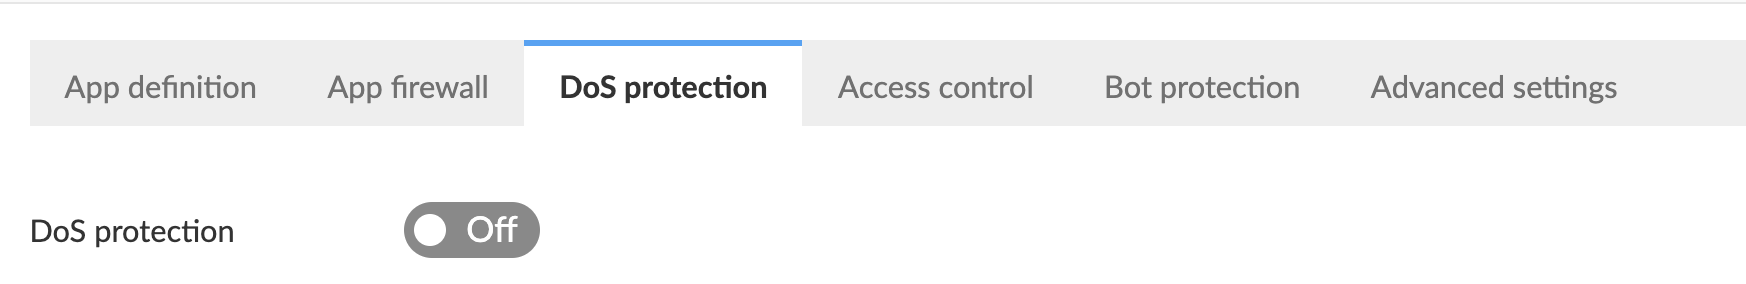 App definition App firewall DoS protection Access control Bot protection Advanced settings
DoS protection Off